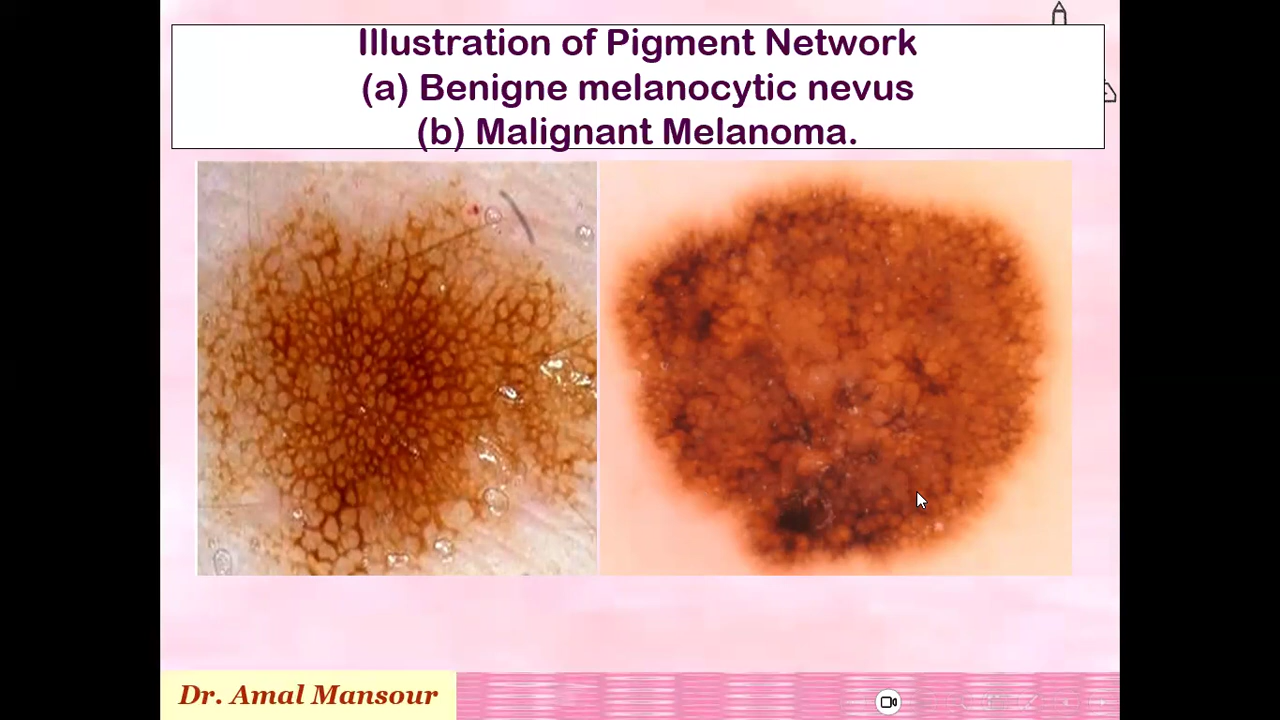 Illustration of Pigment Network
(a) Benigne melanocytic nevus
(b) Malignant Melanoma.
Dr. Amal Mansour